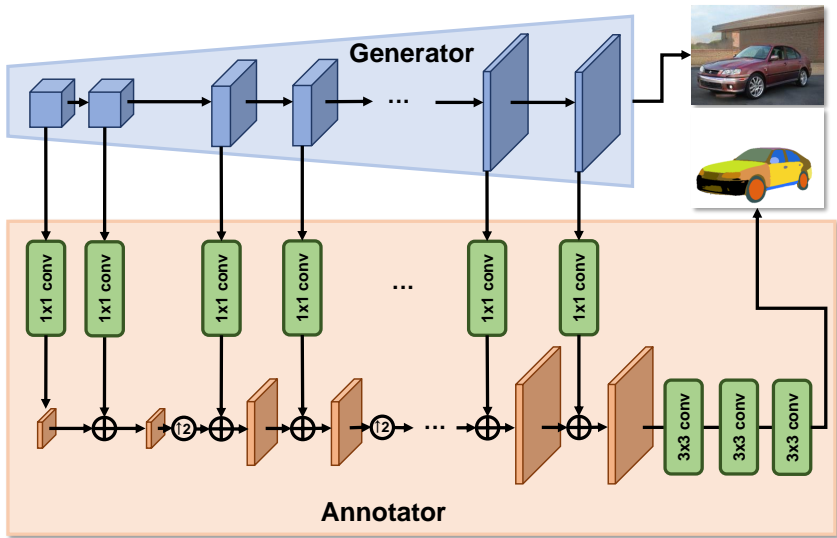 Generator
...
1x1 conv
1x1 conv
1x1 conv
1x1 conv
...
1x1 conv
1x1 conv
↑2
↑2
...
3x3 conv
3x3 conv
3x3 conv
Annotator